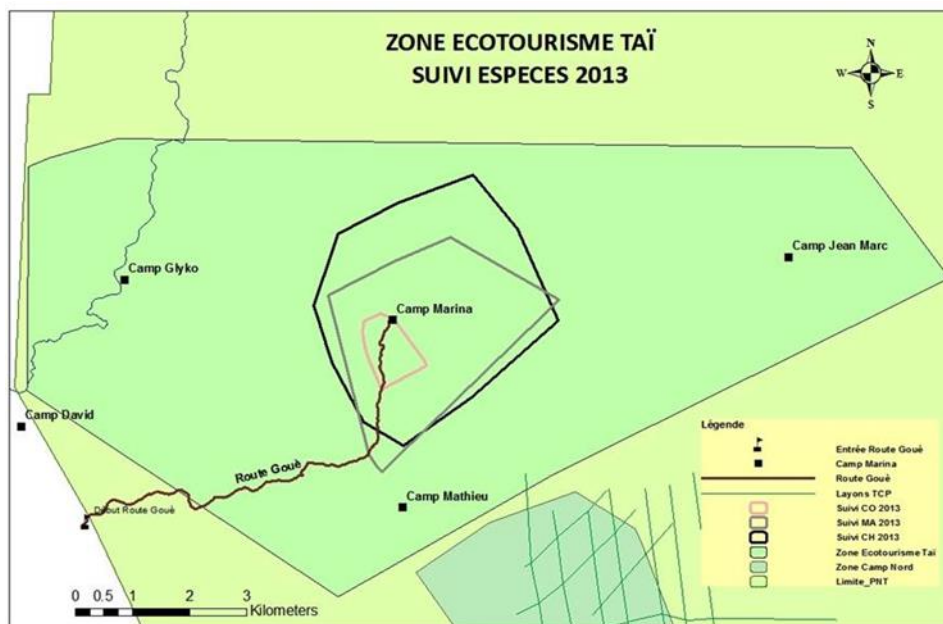 ZONE ECOTOURISME TAÏ
SUIVI ESPECES 2013
N
W E
S
Camp Jean Marc
Camp Glyko
Camp Marina
Camp David
Route Gouè
Camp Mathieu
Début Route Gouè
Lègende
Entrée Route Gouè
Camp Marina
Route Gouè
Layons TCP
Suivi CO 2013
Suivi MA 2013
Suivi CH 2013
Zone Ecotourisme Taï
Zone Camp Nord
Limite_PNT
0 0.5 1 2 3
Kilometers